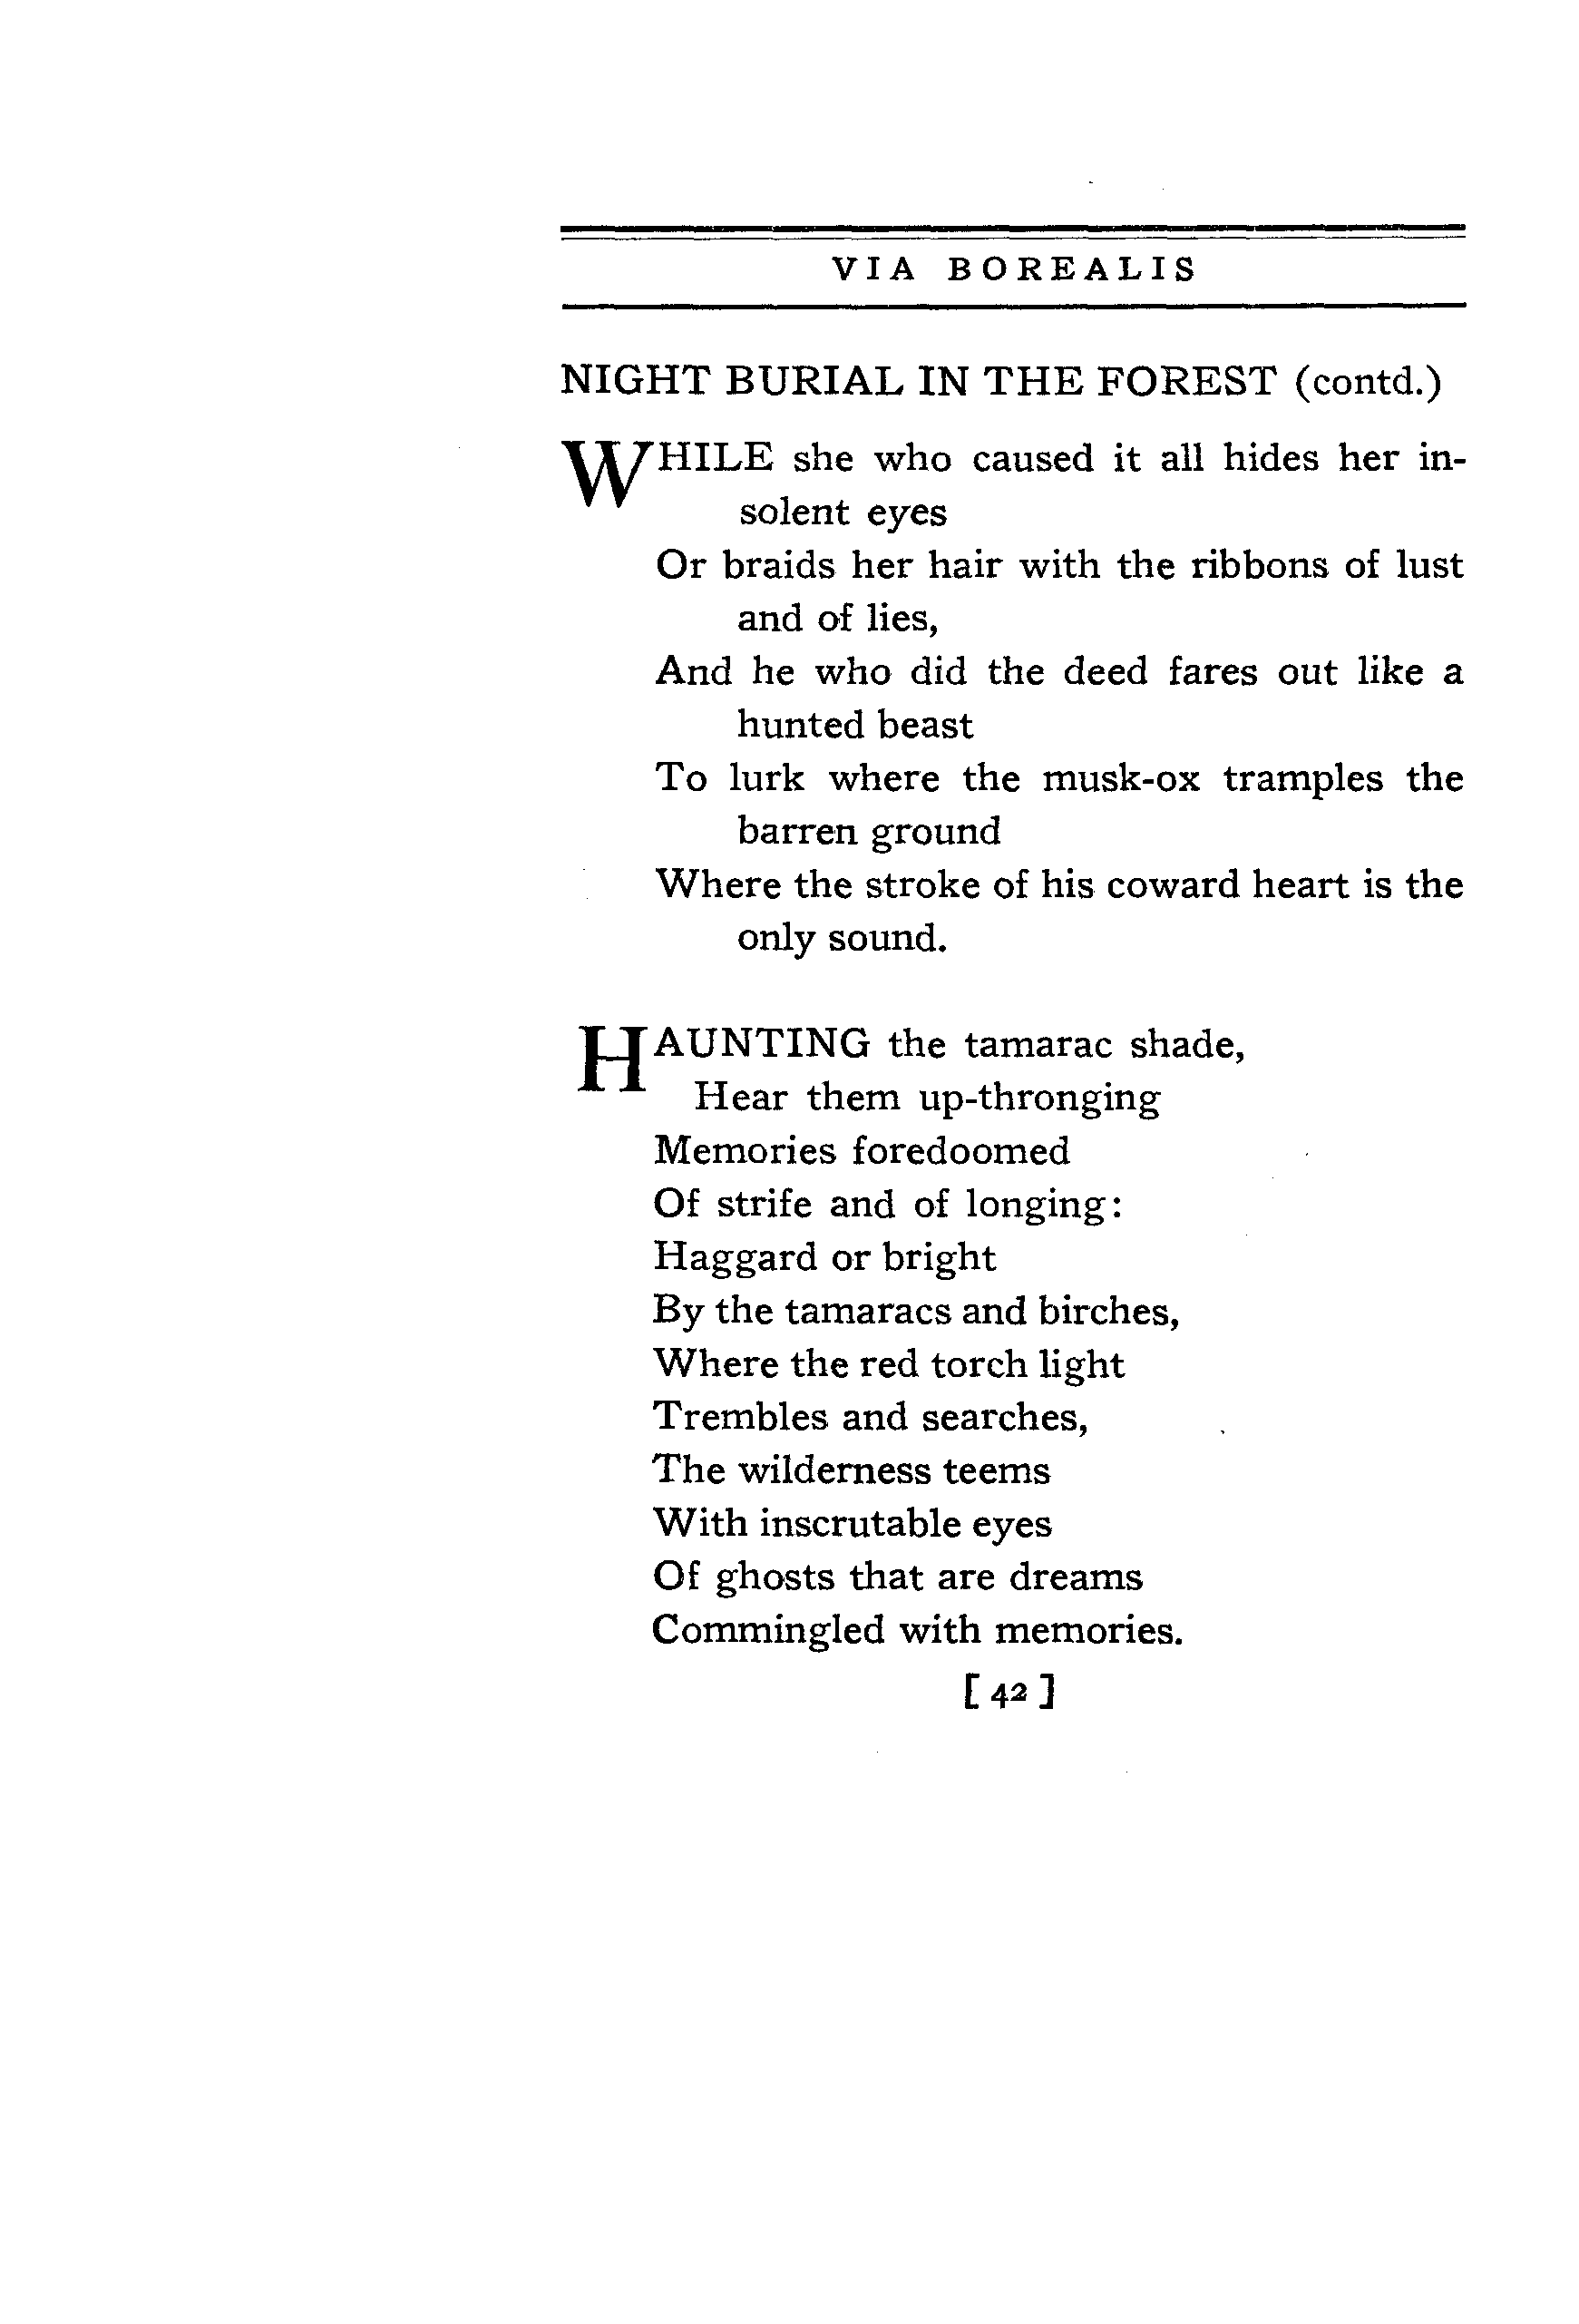 VIA BOREALIS
NIGHT BURIAL IN THE FOREST (contd.)
WHILE she who caused it all hides her in-
solent eyes
Or braids her hair with the ribbons of lust
and of lies,
And he who did the deed fares out like a
hunted beast
To lurk where the musk-ox tramples the
barren ground
Where the stroke of his coward heart is the
only sound.
HAUNTING the tamarac shade,
Hear them up-thronging
Memories foredoomed
Of strife and of longing:
Haggard or bright
By the tamaracs and birches,
Where the red torch light
Trembles and searches,
The wilderness teems
With inscrutable eyes
Of ghosts that are dreams
Commingled with memories.
[ 42 ]